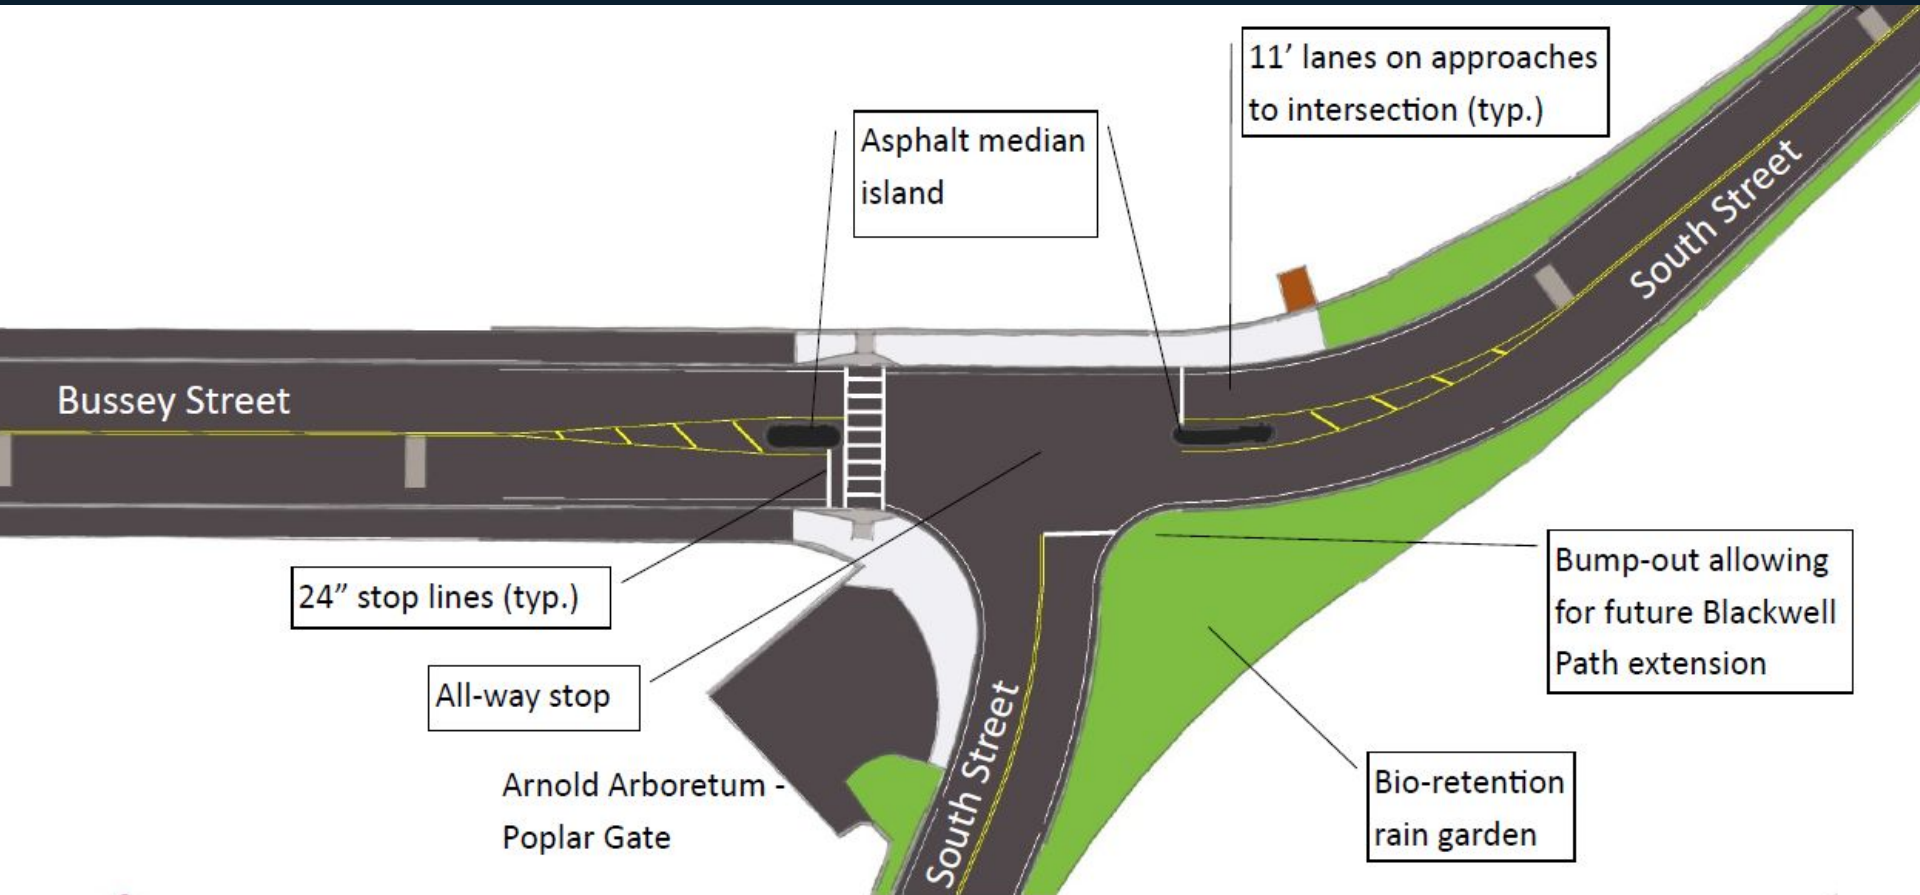 11’ lanes on approaches
to intersection (typ.)
Asphalt median
island
South Street
Bussey Street
24” stop lines (typ.)
All-way stop
Bump-out allowing
for future Blackwell
Path extension
South Street
Arnold Arboretum -
Poplar Gate
Bio-retention
rain garden